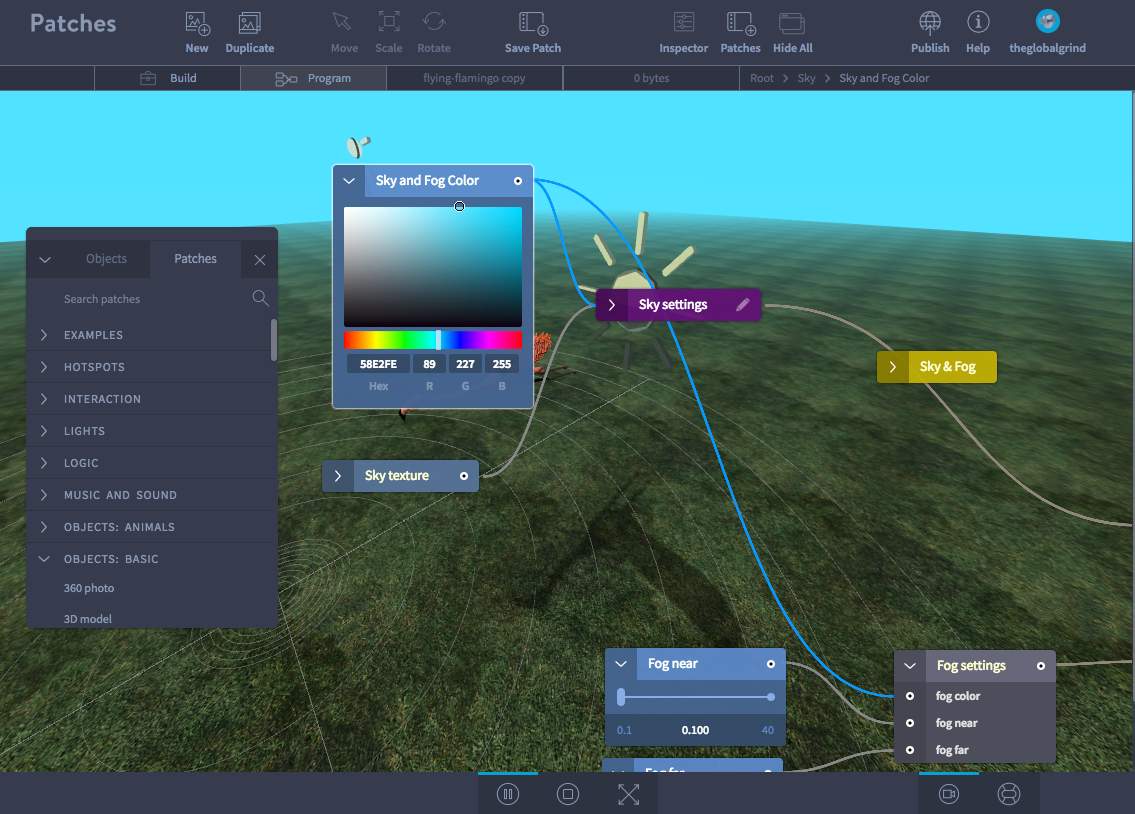 Patches
New
Duplicate
Move
Scale
Rotate
Save Patch
Inspector
Patches
Hide All
Publish
Help
theglobalgrind
Build
Program
flying-flamingo copy
0 bytes
Root > Sky > Sky and Fog Color
Sky and Fog Color
58E2FE 89 227 255
Hex R G B
Objects
Patches
Search patches
EXAMPLES
HOTSPOTS
INTERACTION
LIGHTS
LOGIC
MUSIC AND SOUND
OBJECTS: ANIMALS
OBJECTS: BASIC
360 photo
3D model
Sky settings
Sky & Fog
Sky texture
Fog near
0.1 0.100 40
Fog far
Fog settings
fog color
fog near
fog far